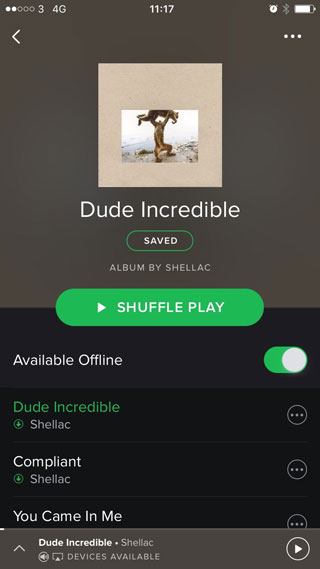 3 4G 11:17
Dude Incredible
SAVED
ALBUM BY SHELLAC
SHUFFLE PLAY
Available Offline
Dude Incredible
Shellac
Compliant
Shellac
You Came In Me
Dude Incredible • Shellac
DEVICES AVAILABLE